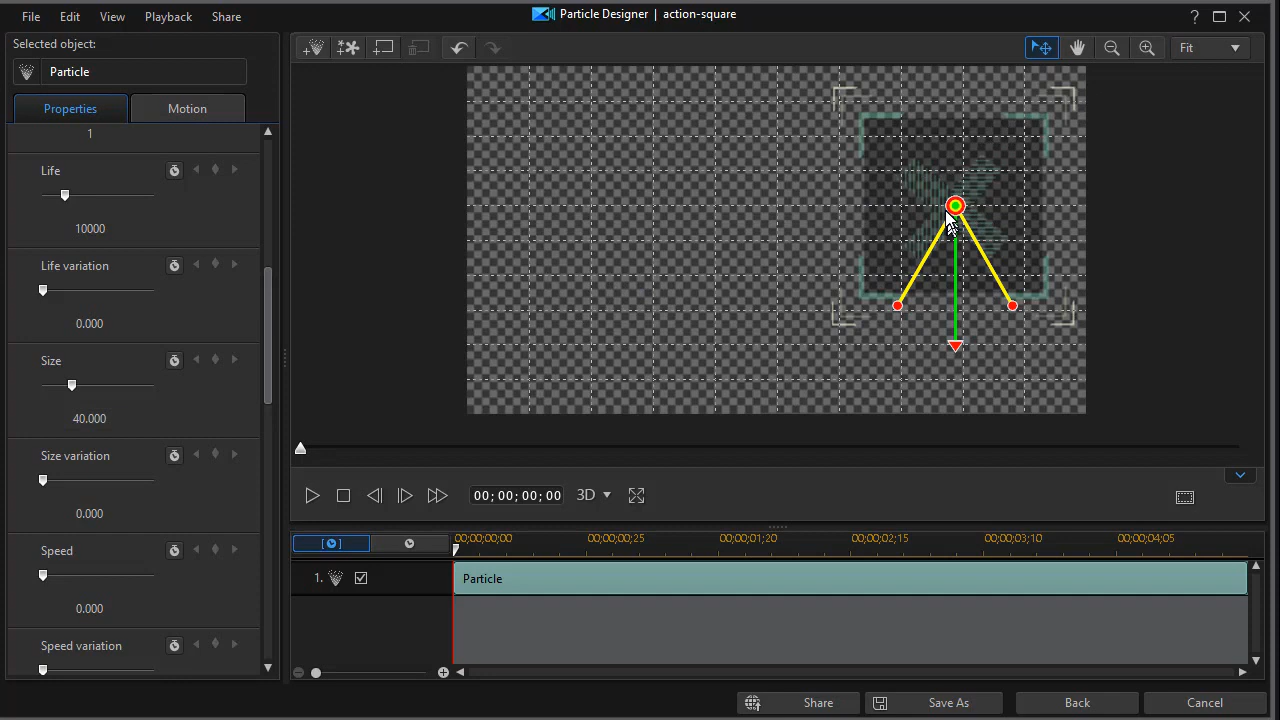 File Edit View Playback Share
Particle Designer | action-square
?
Selected object:
Particle
Fit
Properties Motion
1
Life
10000
Life variation
0.000
Size
40.000
Size variation
0.000
Speed
0.000
Speed variation
00;00;00;00 3D
00;00;00;00 00;00;00;25 00;00;01;20 00;00;02;15 00;00;03;10 00;00;04;05
1. Particle
Share Save As Back Cancel